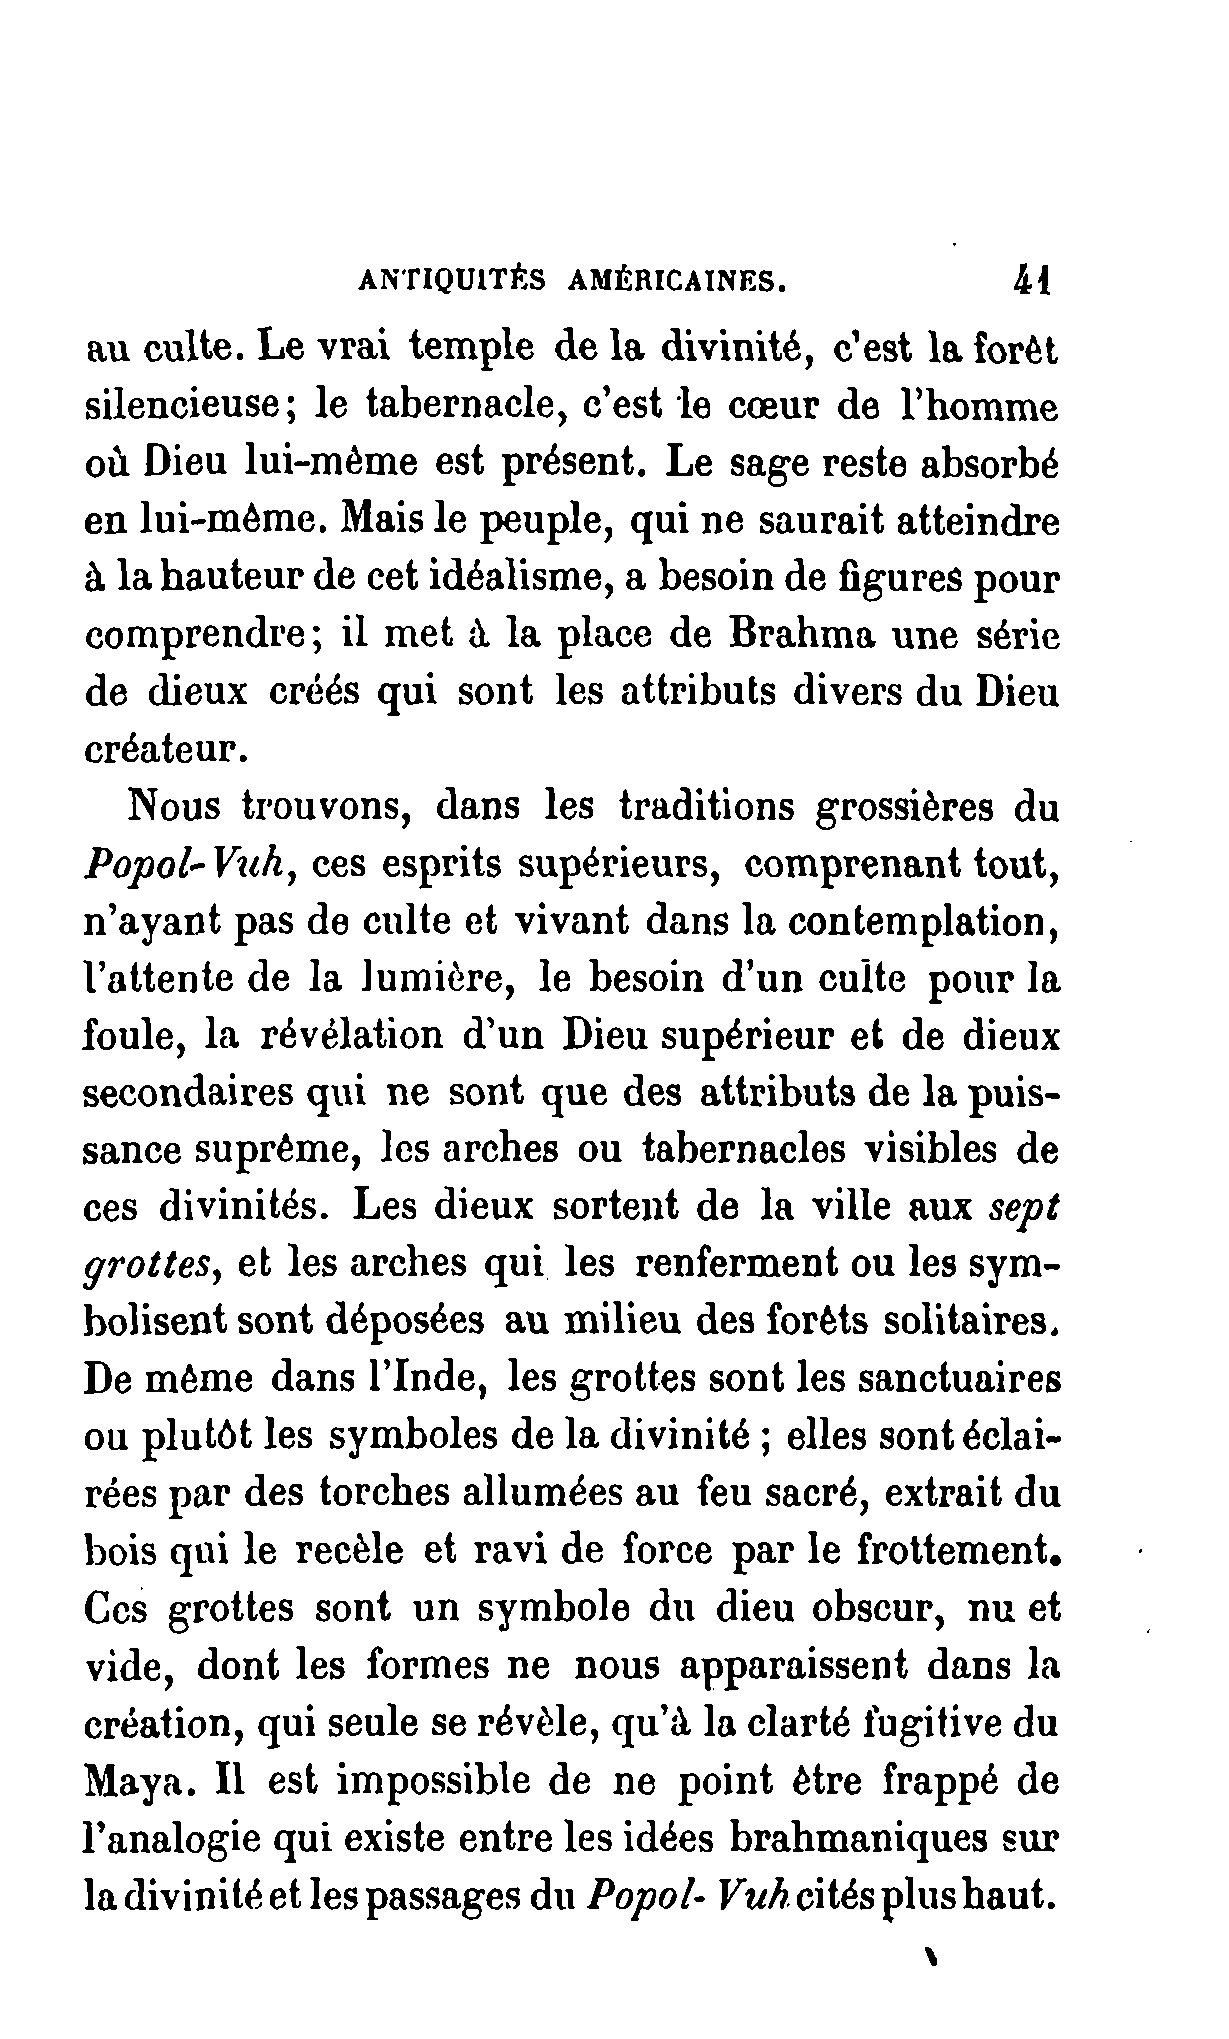 ANTIQUITÉS AMÉRICAINES. 41
au culte. Le vrai temple de la divinité, c'est la forêt
silencieuse; le tabernacle, c'est le cœur de l'homme
où Dieu lui-même est présent. Le sage reste absorbé
en lui-même. Mais le peuple, qui ne saurait atteindre
à la hauteur de cet idéalisme, a besoin de figures pour
comprendre; il met à la place de Brahma une série
de dieux créés qui sont les attributs divers du Dieu
créateur.
Nous trouvons, dans les traditions grossières du
Popol-Vuh, ces esprits supérieurs, comprenant tout,
n'ayant pas de culte et vivant dans la contemplation,
l'attente de la lumière, le besoin d'un culte pour la
foule, la révélation d'un Dieu supérieur et de dieux
secondaires qui ne sont que des attributs de la puis-
sance suprême, les arches ou tabernacles visibles de
ces divinités. Les dieux sortent de la ville aux sept
grottes, et les arches qui les renferment ou les sym-
bolisent sont déposées au milieu des forêts solitaires.
De même dans l'Inde, les grottes sont les sanctuaires
ou plutôt les symboles de la divinité ; elles sont éclai-
rées par des torches allumées au feu sacré, extrait du
bois qui le recèle et ravi de force par le frottement.
Ces grottes sont un symbole du dieu obscur, nu et
vide, dont les formes ne nous apparaissent dans la
création, qui seule se révèle, qu'à la clarté fugitive du
Maya. Il est impossible de ne point être frappé de
l'analogie qui existe entre les idées brahmaniques sur
la divinité et les passages du Popol-Vuh cités plus haut.